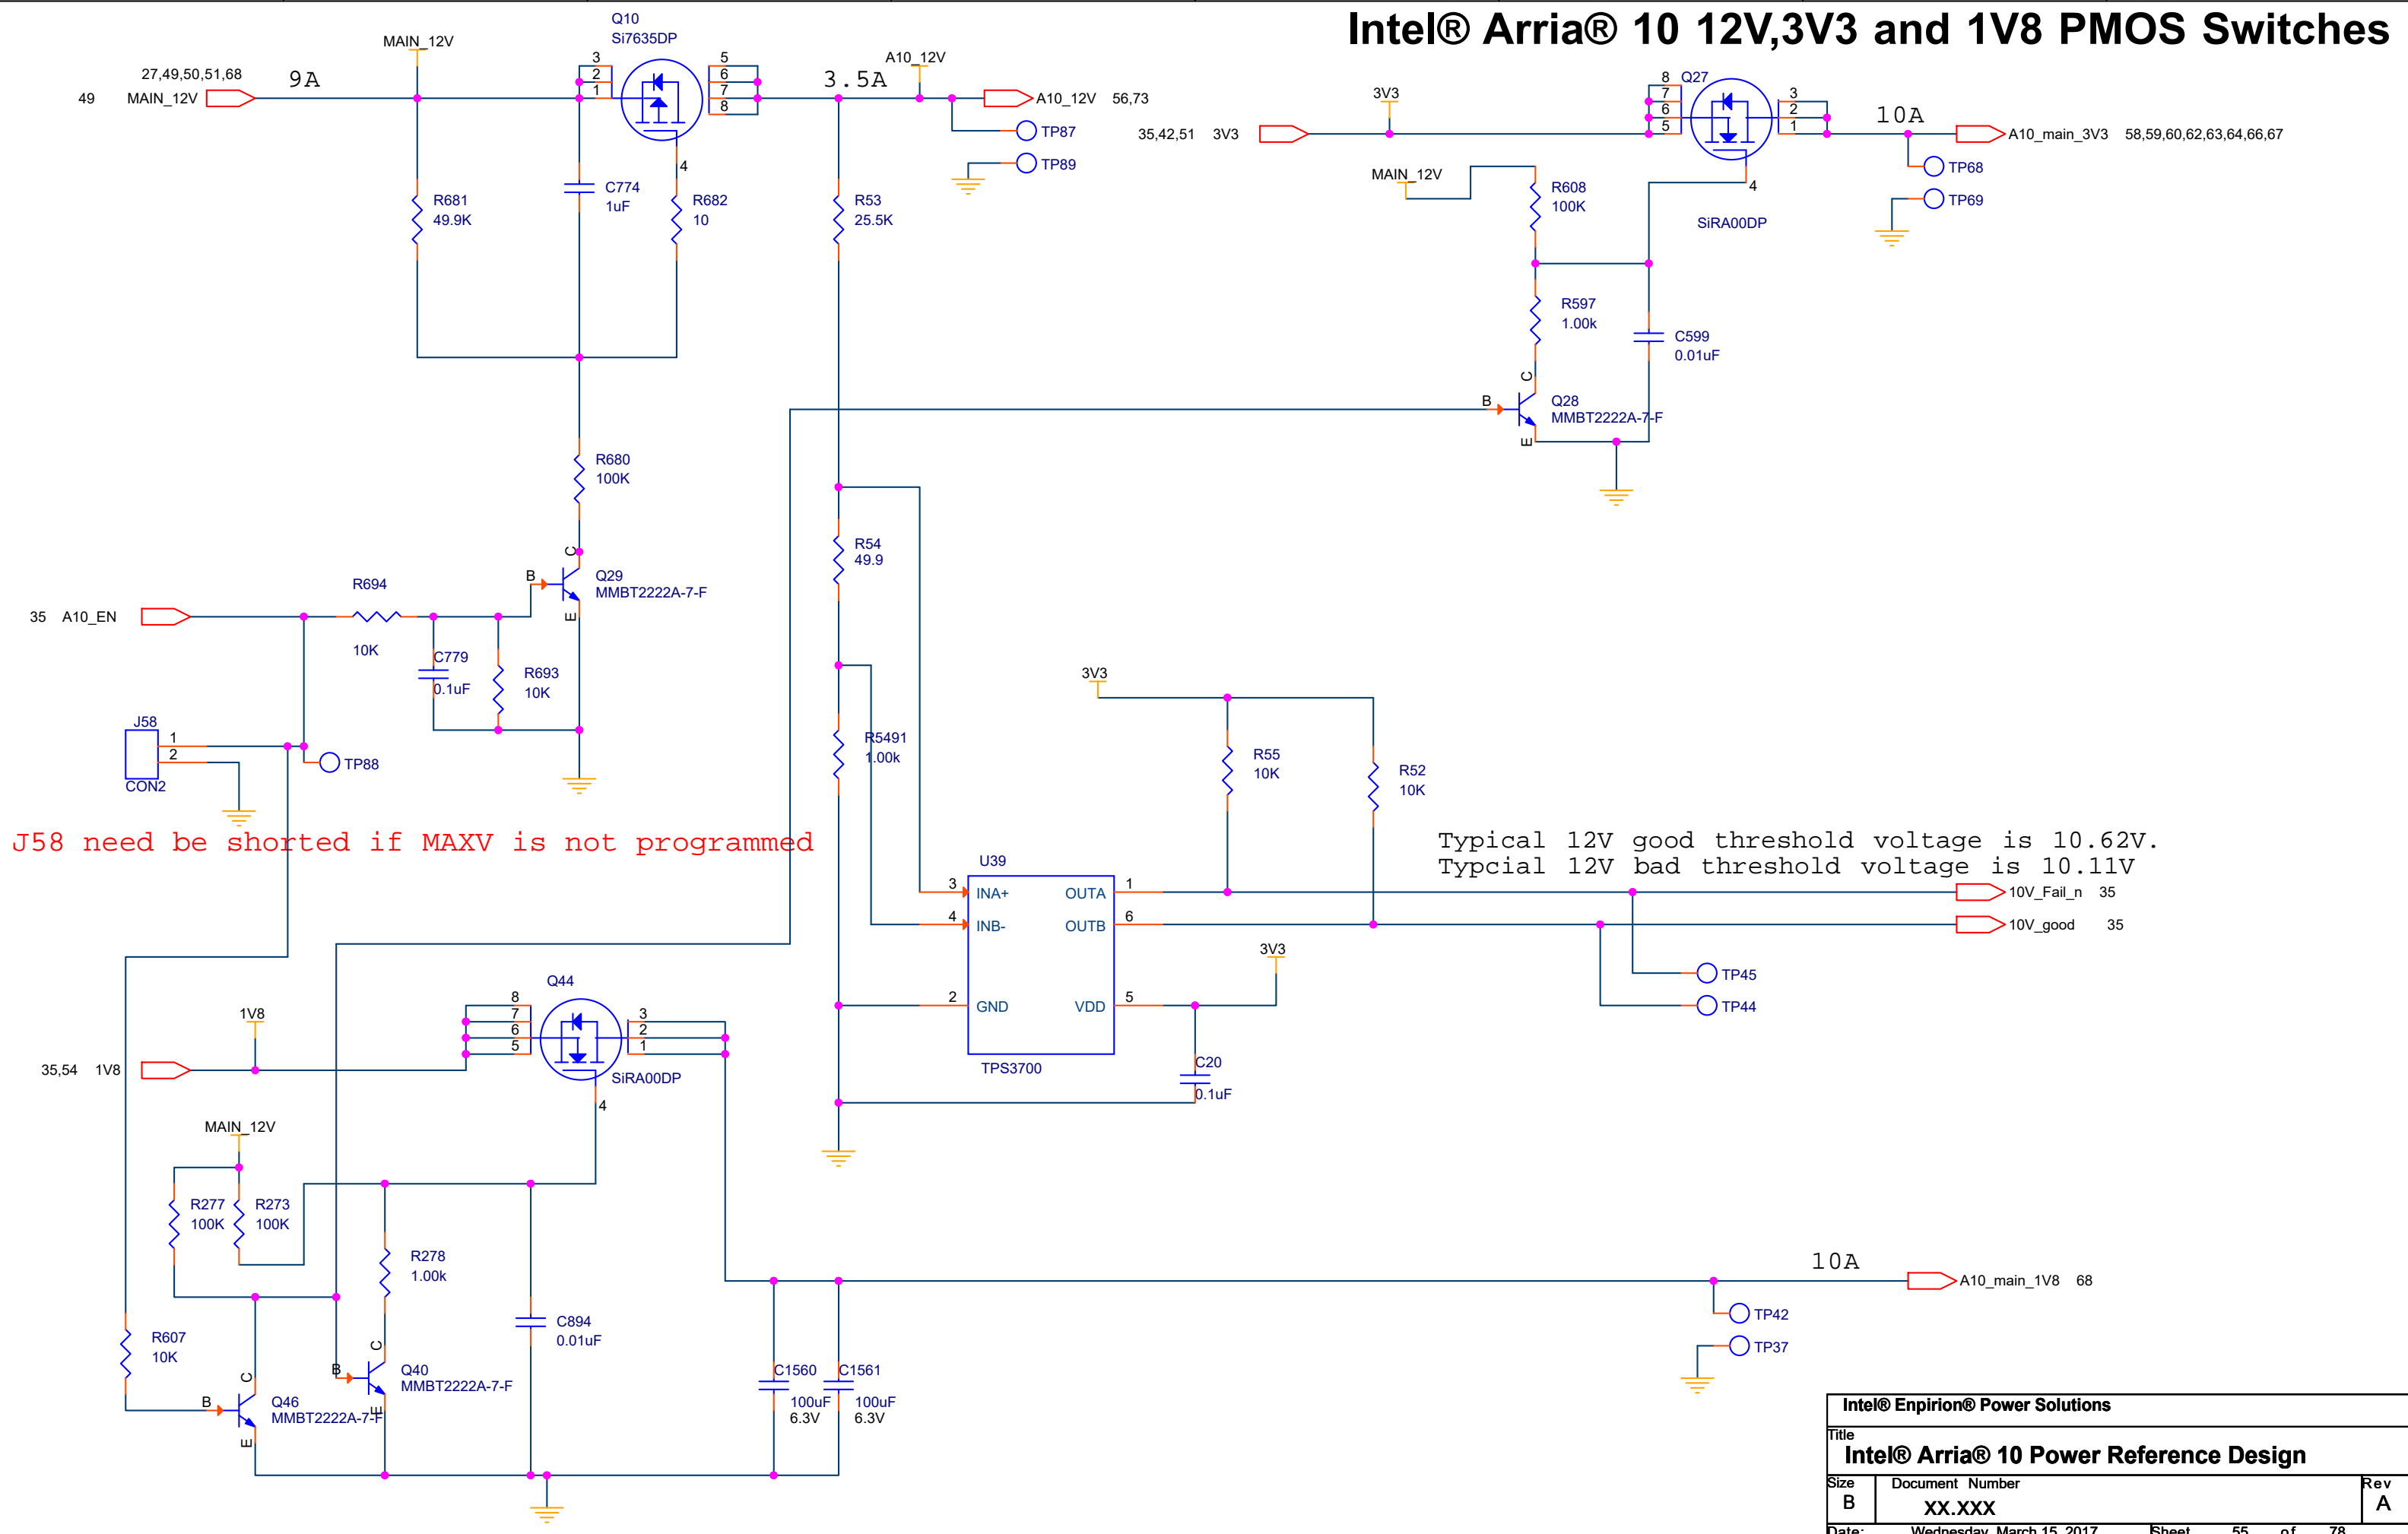 Intel® Arria® 10 12V,3V3 and 1V8 PMOS Switches
Q10
Si7635DP
MAIN_12V
27,49,50,51,68
49 MAIN_12V
9A
3
2
1
5
6
7
8
4
3.5A
A10_12V
A10_12V 56,73
TP87
TP89
R681
49.9K
C774
1uF
R682
10
R53
25.5K
35,42,51 3V3
3V3
8
7
6
5
Q27
3
2
1
4
10A
A10_main_3V3 58,59,60,62,63,64,66,67
TP68
TP69
SiRA00DP
MAIN_12V
R608
100K
R597
1.00k
C599
0.01uF
B
C
E
Q28
MMBT2222A-7-F
R680
100K
R54
49.9
C
B
E
Q29
MMBT2222A-7-F
R694
10K
35 A10_EN
C779
0.1uF
R693
10K
J58
1
2
CON2
TP88
J58 need be shorted if MAXV is not programmed
R5491
1.00k
3V3
R55
10K
R52
10K
Typical 12V good threshold voltage is 10.62V.
Typcial 12V bad threshold voltage is 10.11V
U39
3 INA+
4 INB-
2 GND
OUTA 1
OUTB 6
VDD 5
TPS3700
10V_Fail_n 35
10V_good 35
TP45
TP44
3V3
C20
0.1uF
Q44
8
7
6
5
3
2
1
4
SiRA00DP
1V8
35,54 1V8
MAIN_12V
R277
100K
R273
100K
R278
1.00k
C894
0.01uF
R607
10K
B
C
E
Q46
MMBT2222A-7-F
B
C
E
Q40
MMBT2222A-7-F
C1560
100uF
6.3V
C1561
100uF
6.3V
10A
A10_main_1V8 68
TP42
TP37
Intel® Enpirion® Power Solutions
Title
Intel® Arria® 10 Power Reference Design
Size
B
Document Number
XX.XXX
Rev
A
Date: Wednesday, March 15, 2017 Sheet 55 of 78